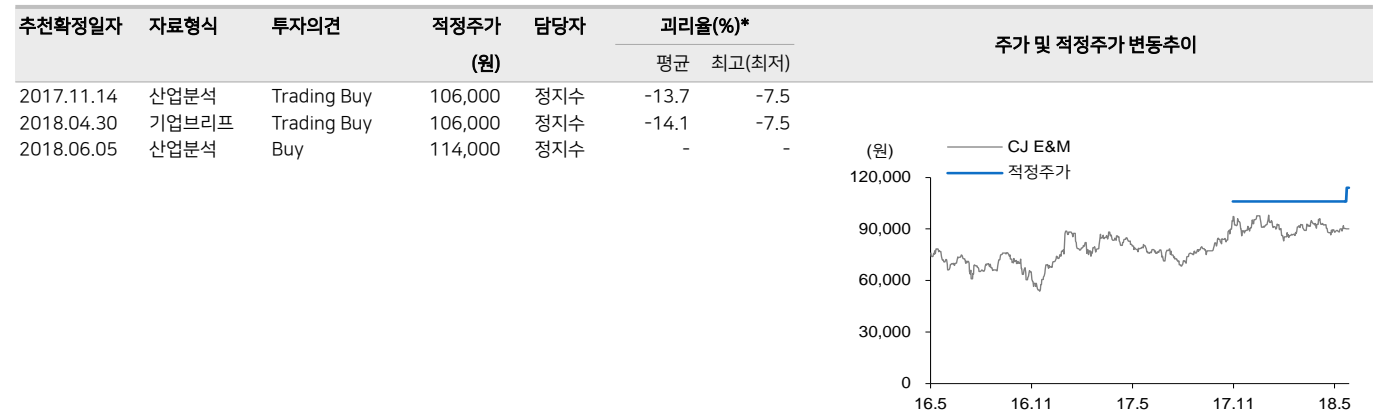 추천확정일자 자료형식 투자의견 적정주가 담당자 괴리율(%)* 주가 및 적정주가 변동추이
(원) 평균 최고(최저)
2017.11.14 산업분석 Trading Buy 106,000 정지수 -13.7 -7.5
2018.04.30 기업브리프 Trading Buy 106,000 정지수 -14.1 -7.5
2018.06.05 산업분석 Buy 114,000 정지수 - -
(원) CJ E&M
적정주가
120,000
90,000
60,000
30,000
0
16.5 16.11 17.5 17.11 18.5